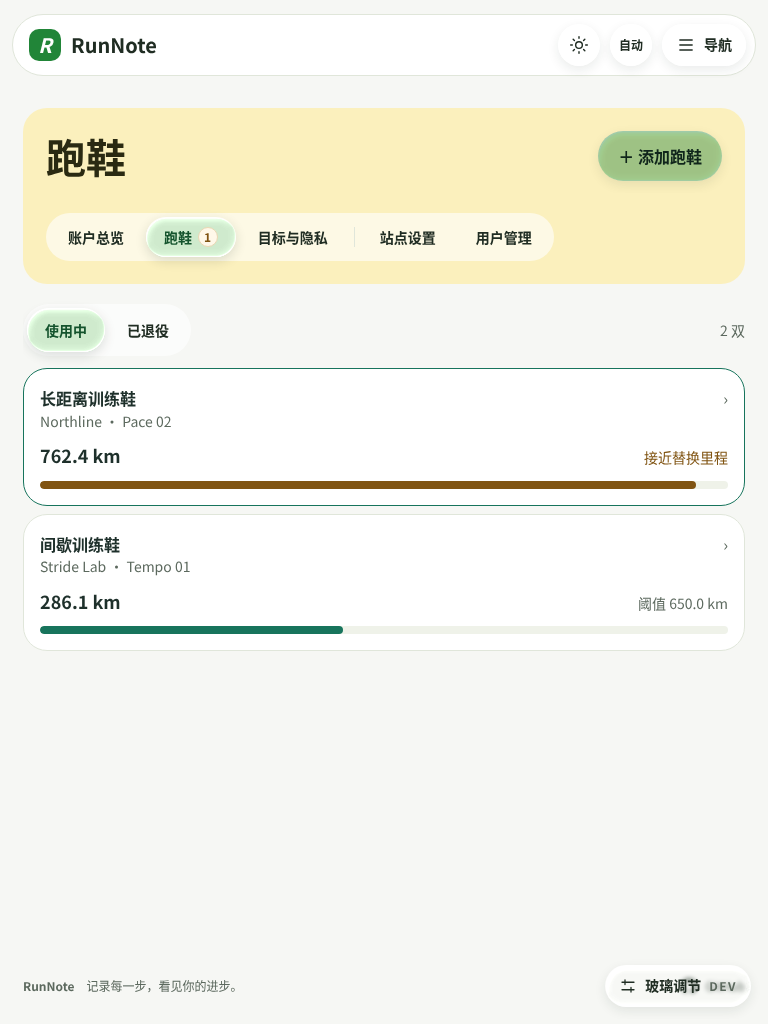 R RunNote 自动 导航
跑鞋 + 添加跑鞋
账户总览 跑鞋 1 目标与隐私 站点设置 用户管理
使用中 已退役 2 双
长距离训练鞋 ›
Northline · Pace 02
762.4 km 接近替换里程
间歇训练鞋 ›
Stride Lab · Tempo 01
286.1 km 阈值 650.0 km
RunNote 记录每一步，看见你的进步。 玻璃调节 DEV